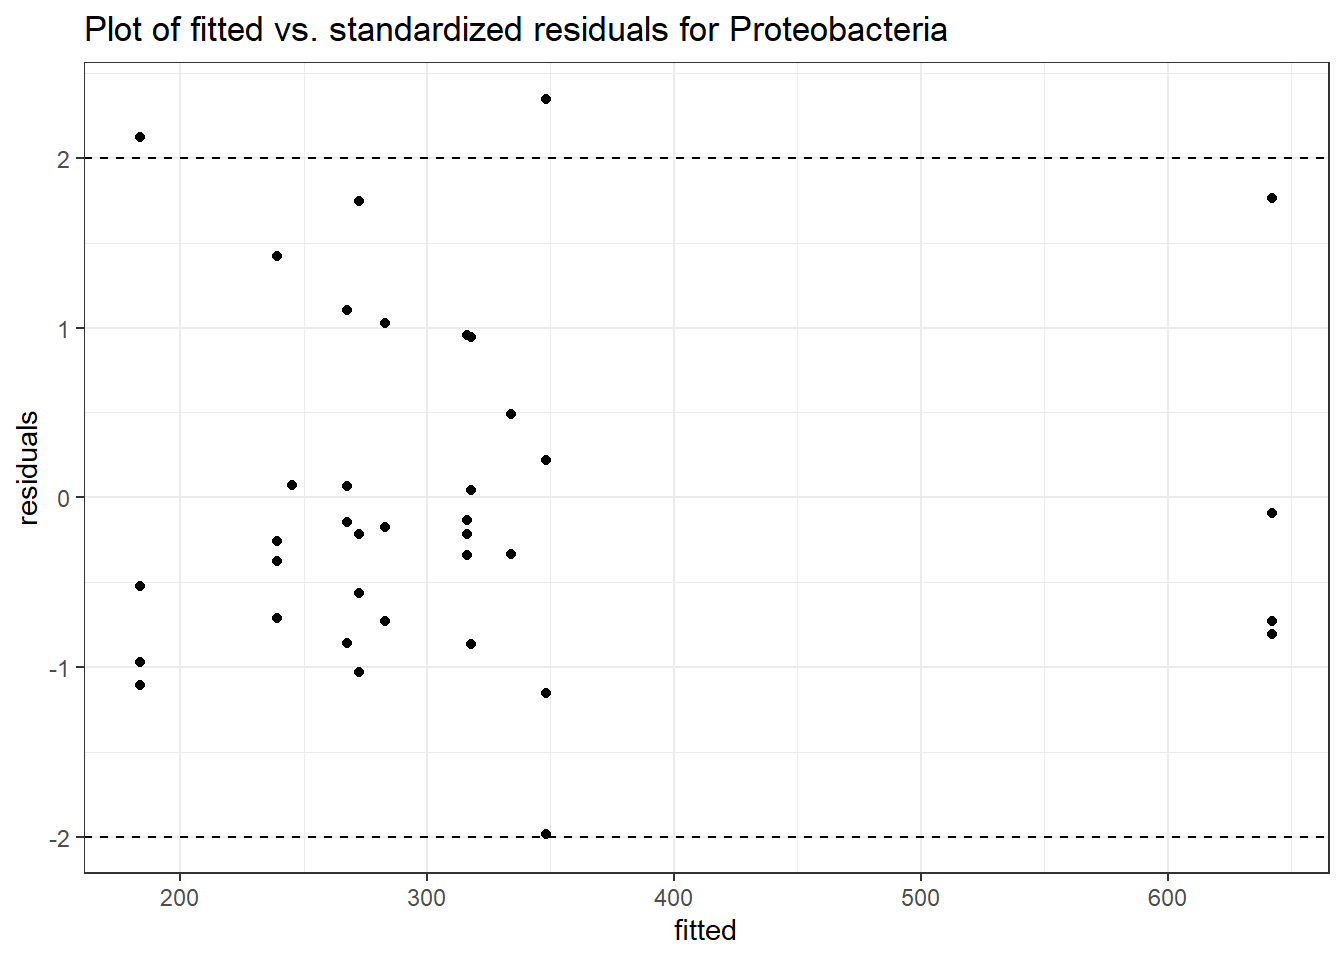 Plot of fitted vs. standardized residuals for Proteobacteria
2
1
0
-1
-2
residuals
200 300 400 500 600
fitted